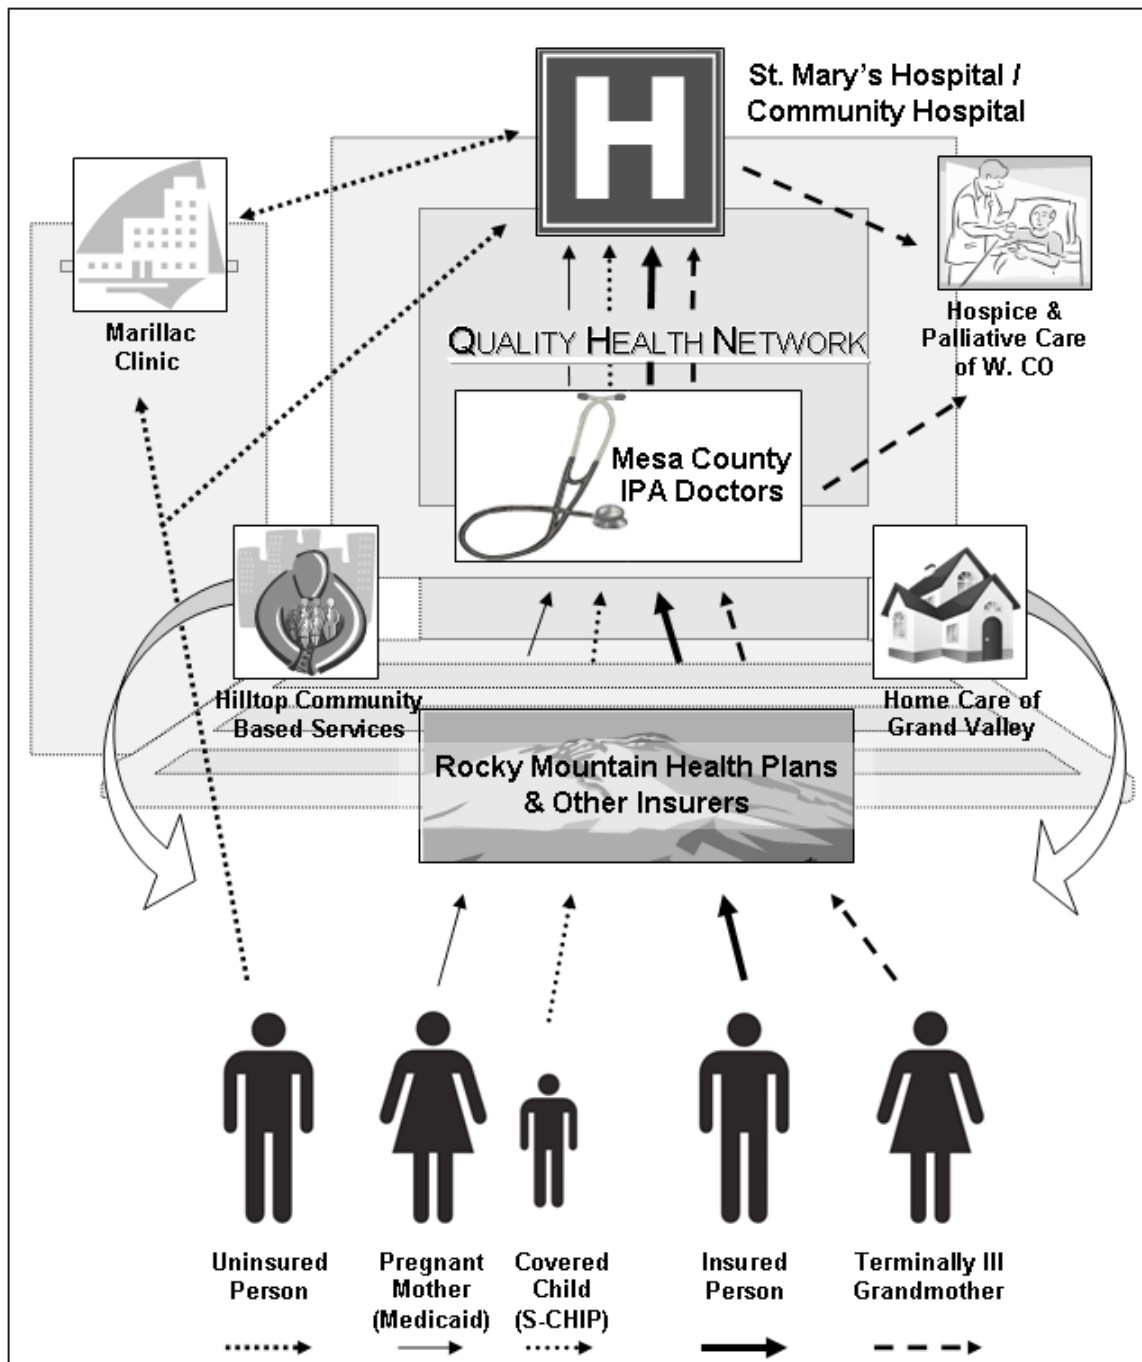 H
St. Mary's Hospital /
Community Hospital
Marillac
Clinic
Hospice &
Palliative Care
of W. CO
QUALITY HEALTH NETWORK
Mesa County
IPA Doctors
Hilltop Community
Based Services
Home Care of
Grand Valley
Rocky Mountain Health Plans
& Other Insurers
Uninsured
Person
Pregnant
Mother
(Medicaid)
Covered
Child
(S-CHIP)
Insured
Person
Terminally Ill
Grandmother